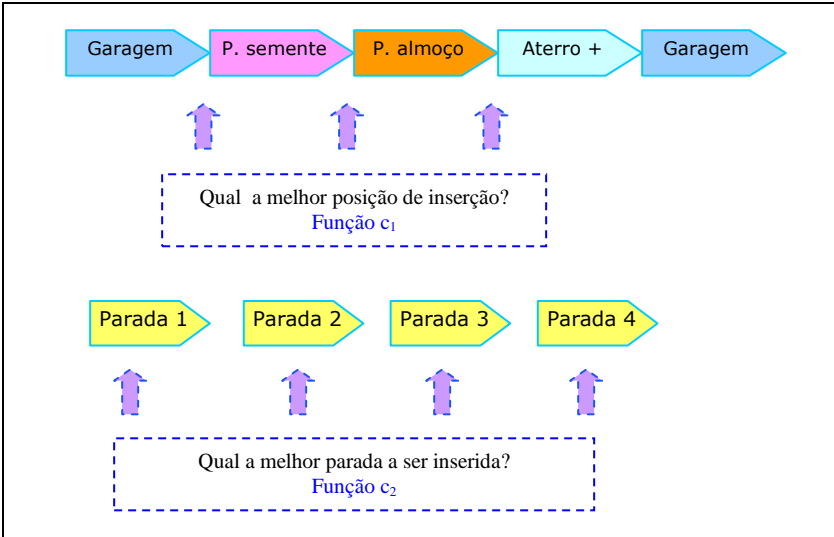 Garagem P. semente P. almoço Aterro + Garagem
Qual a melhor posição de inserção?
Função c₁
Parada 1 Parada 2 Parada 3 Parada 4
Qual a melhor parada a ser inserida?
Função c₂